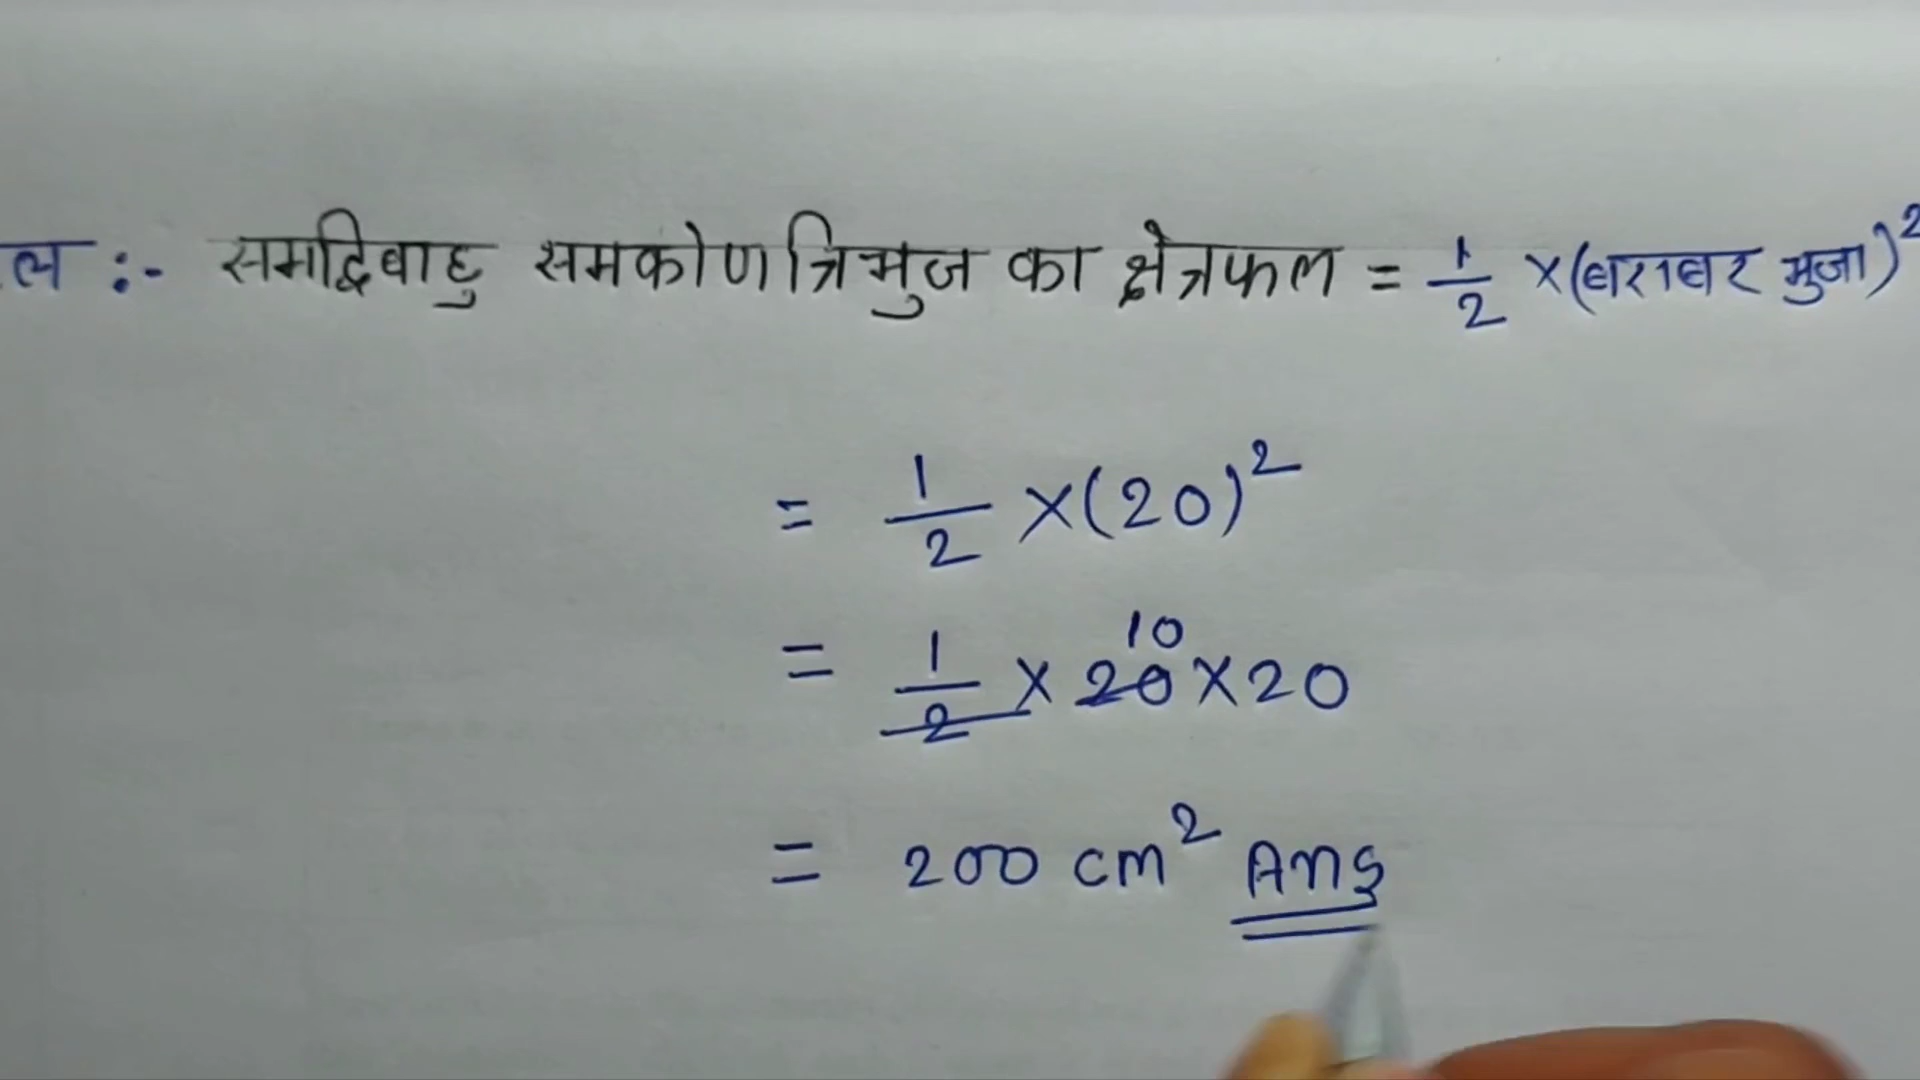 ल :- समद्विवाहु समकोण त्रिभुज का क्षेत्रफल = 1/2 × (बराबर भुजा)²
= 1/2 × (20)²
10
= 1/2 × 20 × 20
= 200 cm² Ans